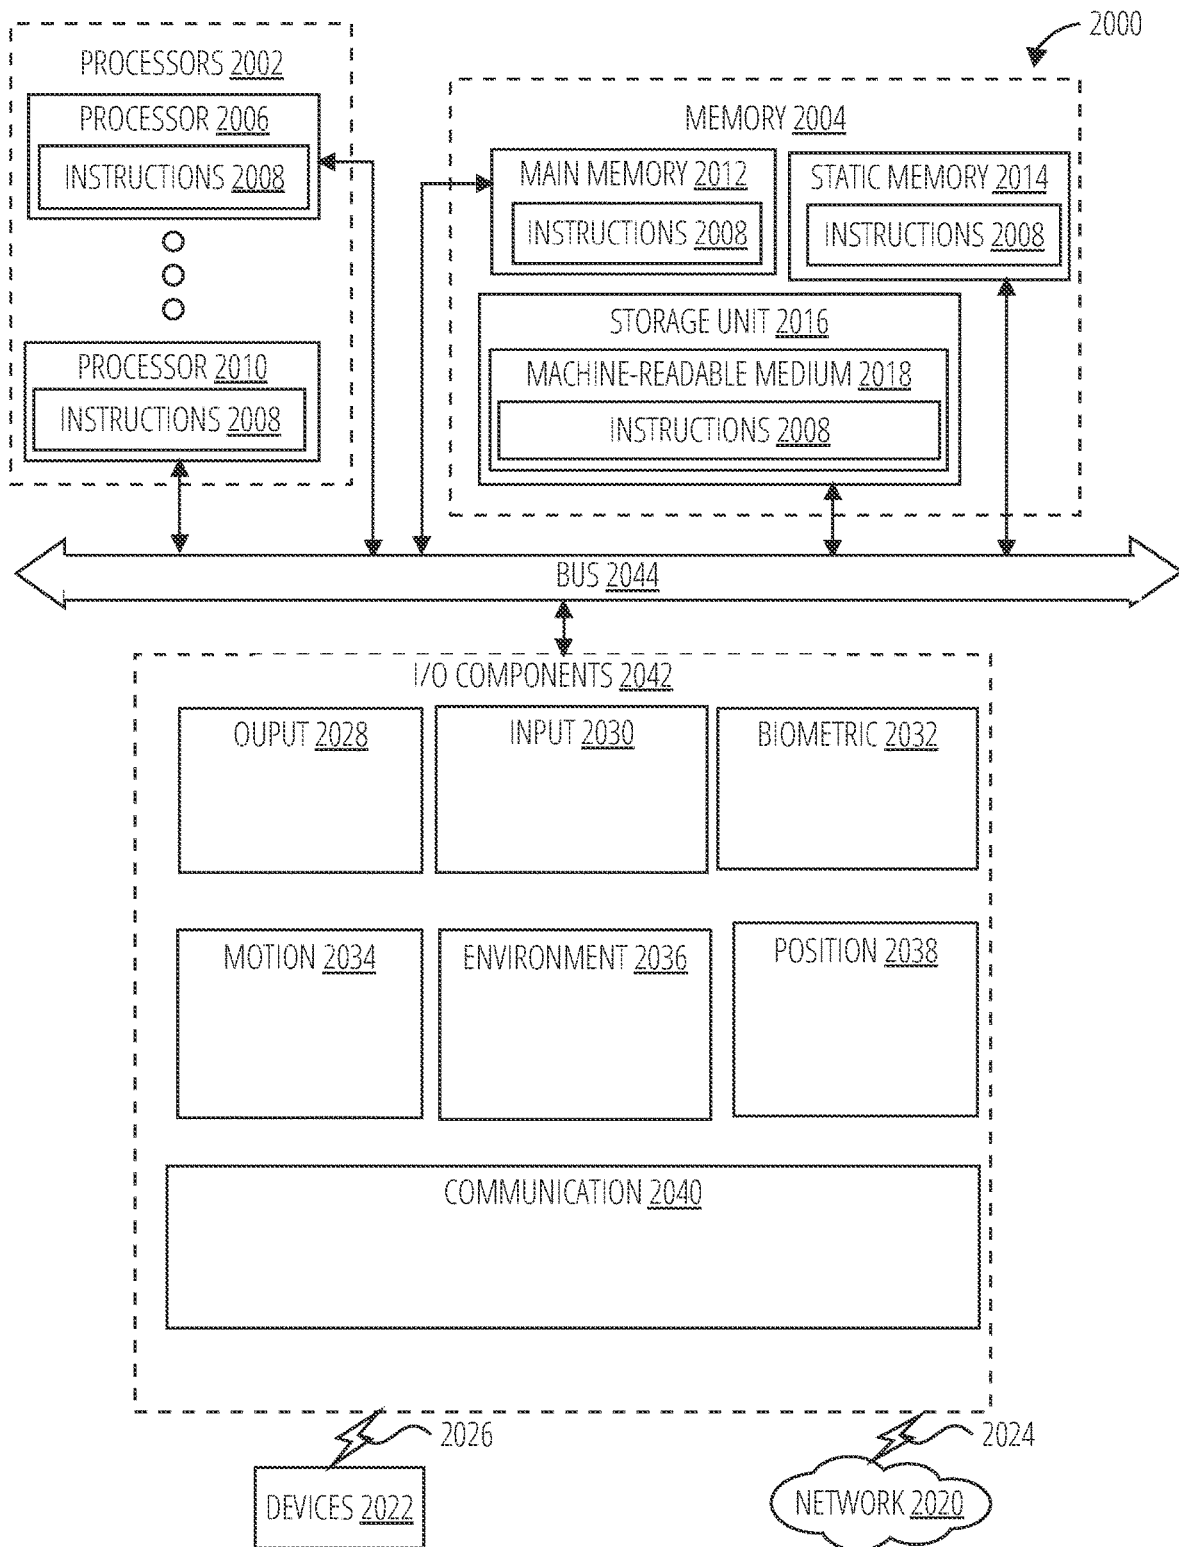 2000
PROCESSORS 2002
PROCESSOR 2006
INSTRUCTIONS 2008
PROCESSOR 2010
INSTRUCTIONS 2008
MEMORY 2004
MAIN MEMORY 2012
INSTRUCTIONS 2008
STATIC MEMORY 2014
INSTRUCTIONS 2008
STORAGE UNIT 2016
MACHINE-READABLE MEDIUM 2018
INSTRUCTIONS 2008
BUS 2044
I/O COMPONENTS 2042
OUPUT 2028
INPUT 2030
BIOMETRIC 2032
MOTION 2034
ENVIRONMENT 2036
POSITION 2038
COMMUNICATION 2040
2026
2024
DEVICES 2022
NETWORK 2020